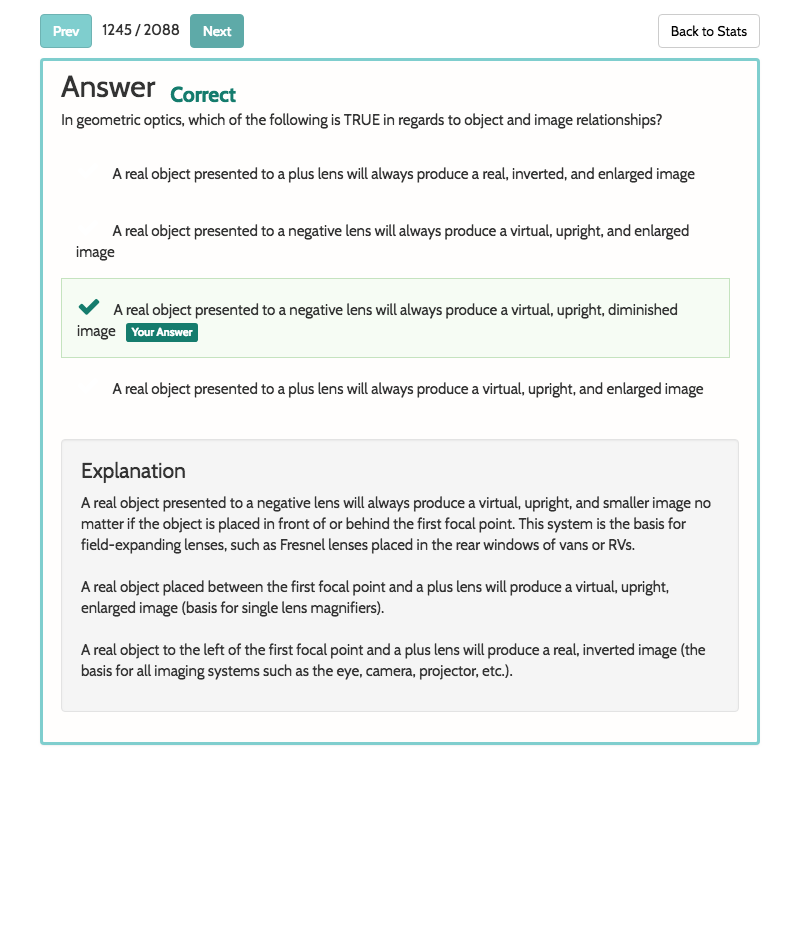 Prev 1245 / 2088 Next Back to Stats
Answer Correct
In geometric optics, which of the following is TRUE in regards to object and image relationships?
A real object presented to a plus lens will always produce a real, inverted, and enlarged image
A real object presented to a negative lens will always produce a virtual, upright, and enlarged
image
A real object presented to a negative lens will always produce a virtual, upright, diminished
image Your Answer
A real object presented to a plus lens will always produce a virtual, upright, and enlarged image
Explanation
A real object presented to a negative lens will always produce a virtual, upright, and smaller image no
matter if the object is placed in front of or behind the first focal point. This system is the basis for
field-expanding lenses, such as Fresnel lenses placed in the rear windows of vans or RVs.
A real object placed between the first focal point and a plus lens will produce a virtual, upright,
enlarged image (basis for single lens magnifiers).
A real object to the left of the first focal point and a plus lens will produce a real, inverted image (the
basis for all imaging systems such as the eye, camera, projector, etc.).